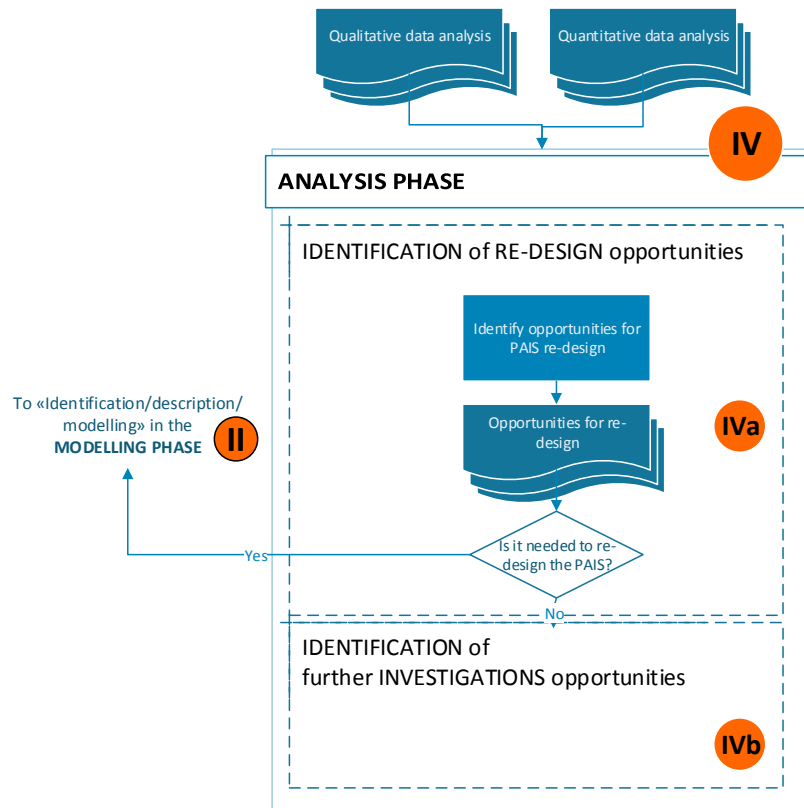 Qualitative data analysis
Quantitative data analysis
IV
ANALYSIS PHASE
IDENTIFICATION of RE-DESIGN opportunities
Identify opportunities for
PAIS re-design
To «Identification/description/
modelling» in the
MODELLING PHASE
II
Opportunities for re-
design
IVa
Is it needed to re-
design the PAIS?
Yes
No
IDENTIFICATION of
further INVESTIGATIONS opportunities
IVb